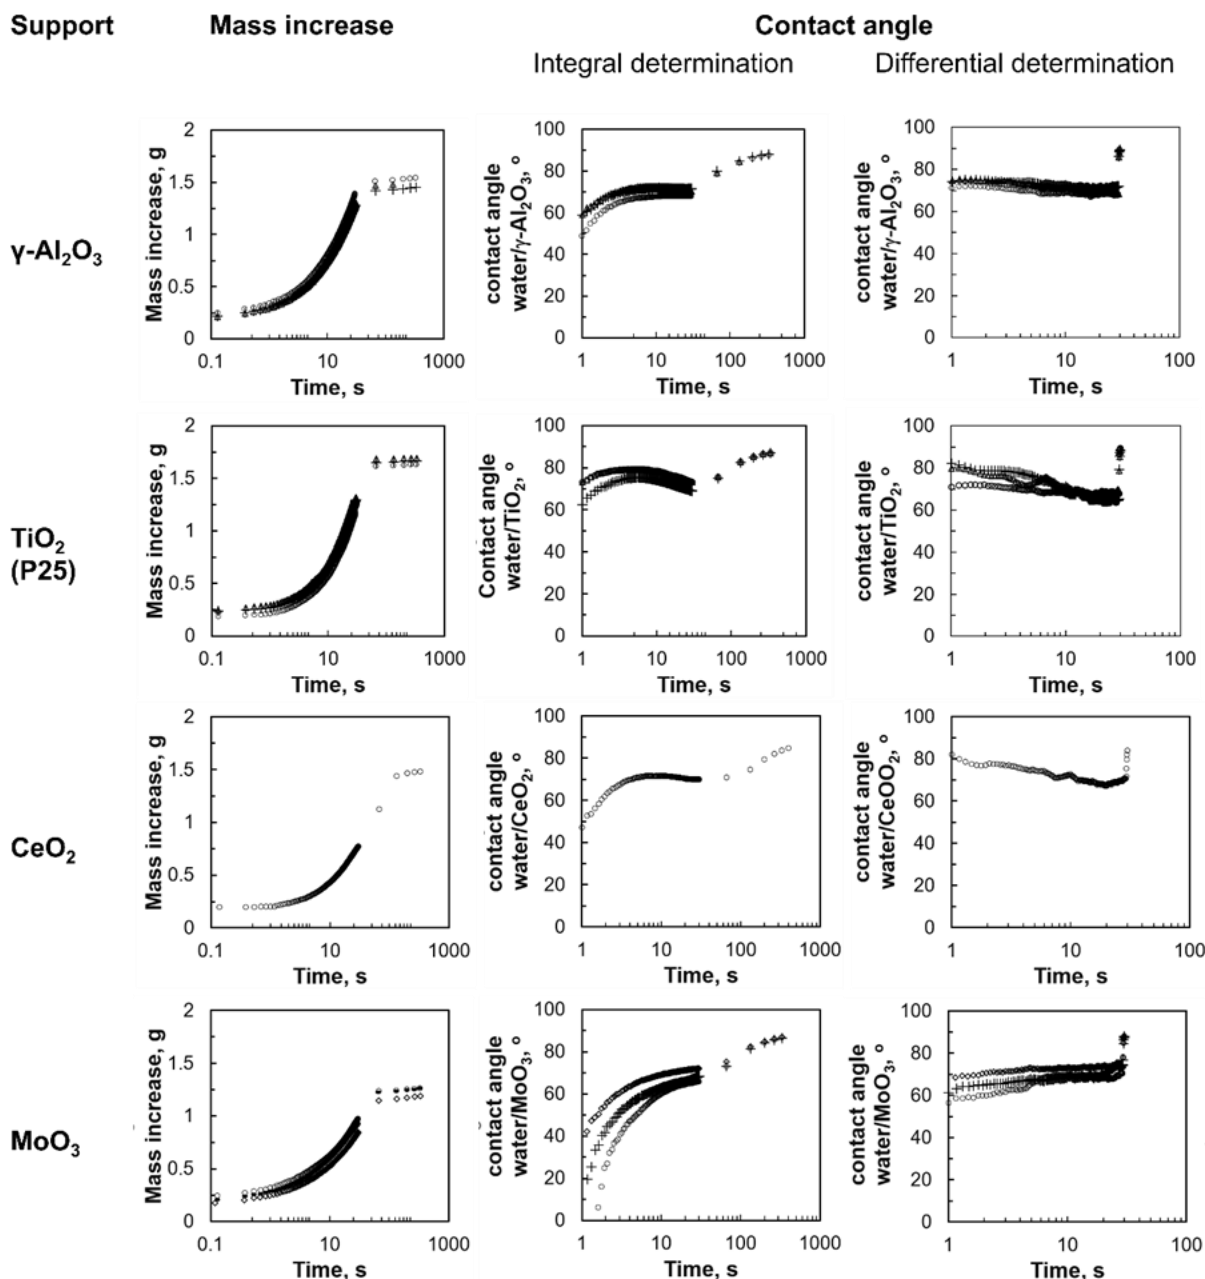 Support Mass increase Contact angle
Integral determination Differential determination
γ-Al₂O₃
Mass increase, g
2
1.5
1
0.5
0
0.1 10 1000
Time, s
contact angle
water/γ-Al₂O₃, °
100
80
60
40
20
0
1 10 100 1000
Time, s
contact angle
water/γ-Al₂O₃, °
100
80
60
40
20
0
1 10 100
Time, s
TiO₂
(P25)
Mass increase, g
2
1.5
1
0.5
0
0.1 10 1000
Time, s
Contact angle
water/TiO₂, °
100
80
60
40
20
0
1 10 100 1000
Time, s
contact angle
water/TiO₂, °
100
80
60
40
20
0
1 10 100
Time, s
CeO₂
Mass increase, g
2
1.5
1
0.5
0
0.1 10 1000
Time, s
contact angle
water/CeO₂, °
100
80
60
40
20
0
1 10 100 1000
Time, s
contact angle
water/CeOO₂, °
100
80
60
40
20
0
1 10 100
Time, s
MoO₃
Mass increase, g
2
1.5
1
0.5
0
0.1 10 1000
Time, s
contact angle
water/MoO₃, °
100
80
60
40
20
0
1 10 100 1000
Time, s
contact angle
water/MoO₃, °
100
80
60
40
20
0
1 10 100
Time, s